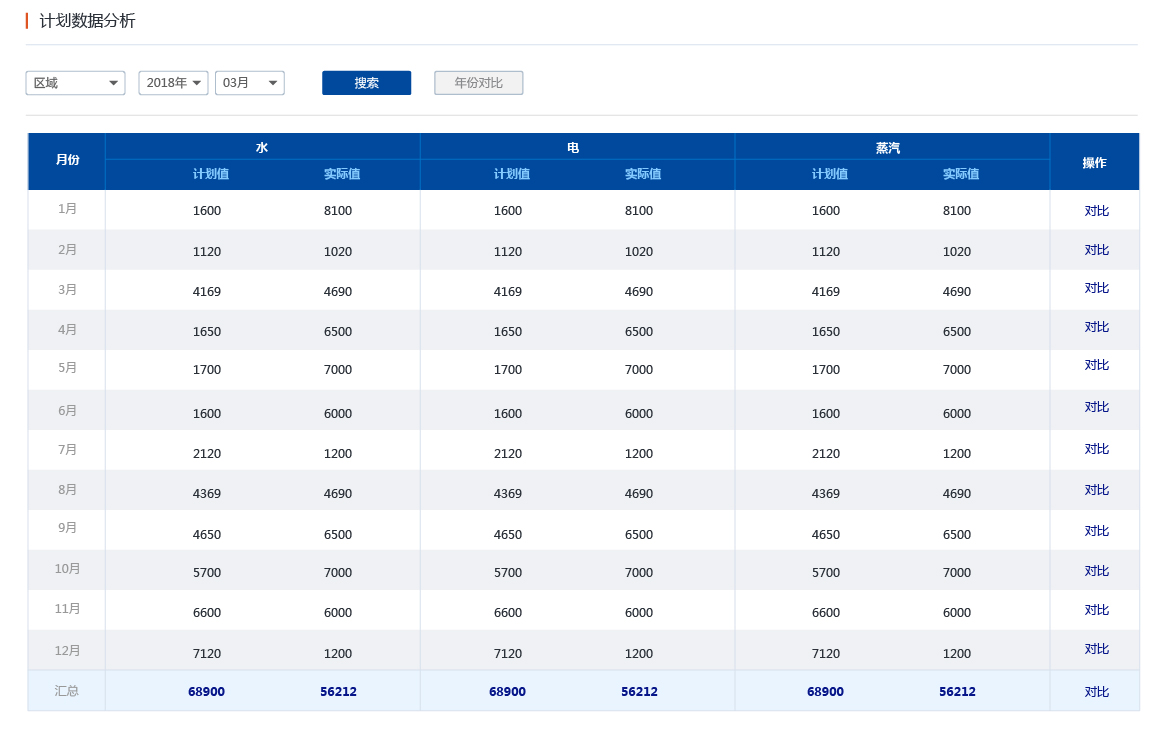 计划数据分析
区域 2018年 03月 搜索 年份对比
月份 水 电 蒸汽 操作
计划值 实际值 计划值 实际值 计划值 实际值
1月 1600 8100 1600 8100 1600 8100 对比
2月 1120 1020 1120 1020 1120 1020 对比
3月 4169 4690 4169 4690 4169 4690 对比
4月 1650 6500 1650 6500 1650 6500 对比
5月 1700 7000 1700 7000 1700 7000 对比
6月 1600 6000 1600 6000 1600 6000 对比
7月 2120 1200 2120 1200 2120 1200 对比
8月 4369 4690 4369 4690 4369 4690 对比
9月 4650 6500 4650 6500 4650 6500 对比
10月 5700 7000 5700 7000 5700 7000 对比
11月 6600 6000 6600 6000 6600 6000 对比
12月 7120 1200 7120 1200 7120 1200 对比
汇总 68900 56212 68900 56212 68900 56212 对比